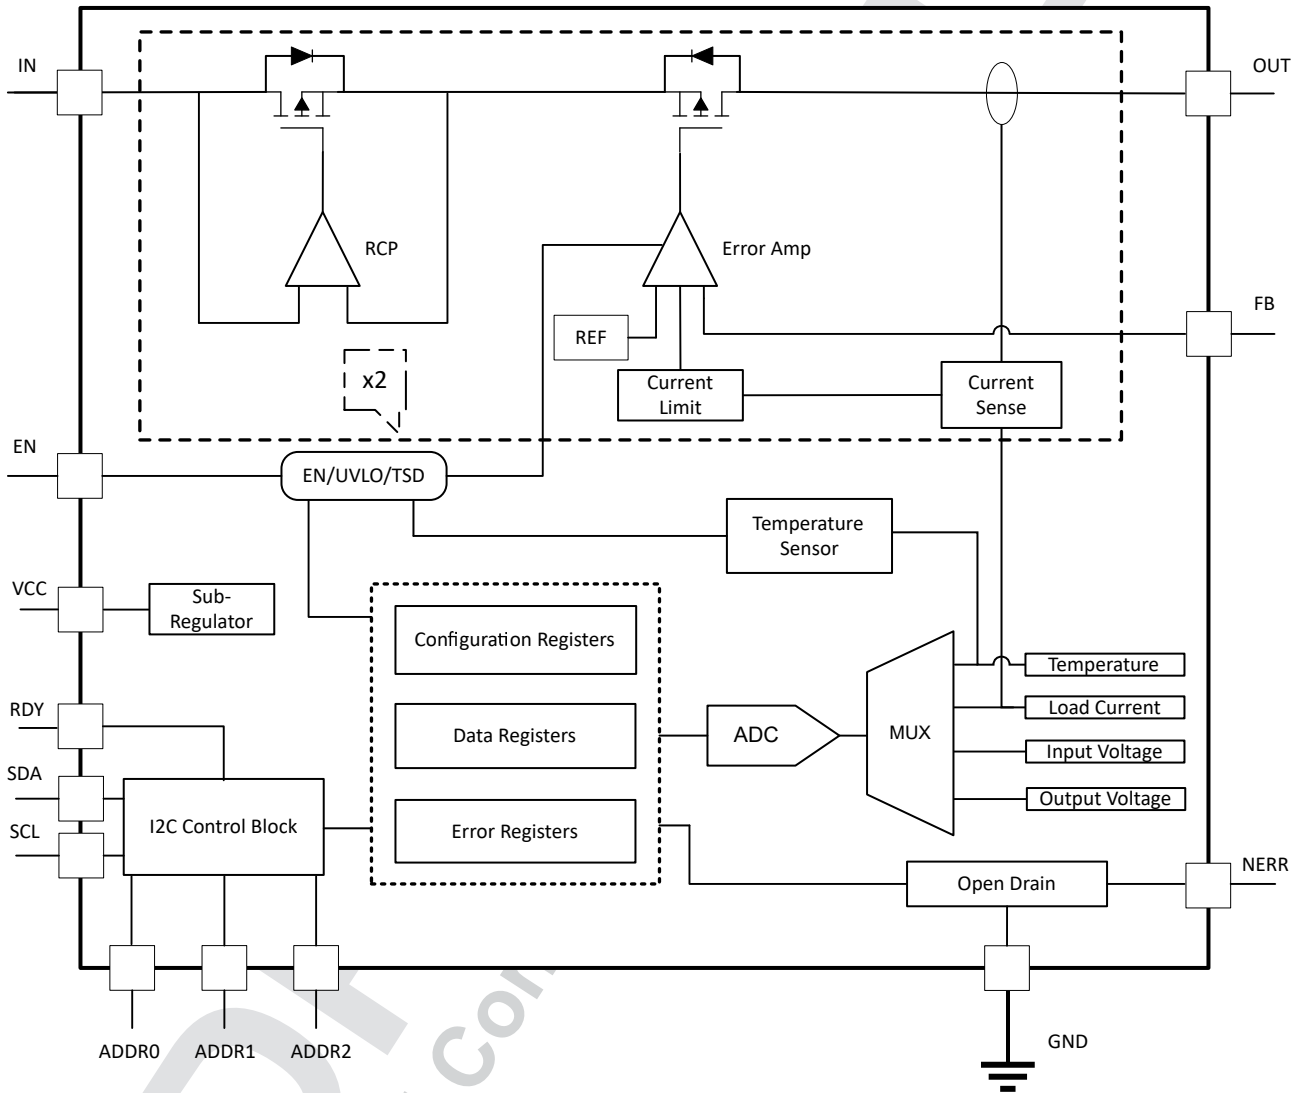 IN
OUT
RCP
Error Amp
FB
REF
x2
Current
Limit
Current
Sense
EN
EN/UVLO/TSD
Temperature
Sensor
VCC
Sub-
Regulator
Configuration Registers
Temperature
RDY
Load Current
Data Registers
ADC
MUX
Input Voltage
SDA
Output Voltage
SCL
I2C Control Block
Error Registers
NERR
Open Drain
ADDR0
ADDR1
ADDR2
GND
Con